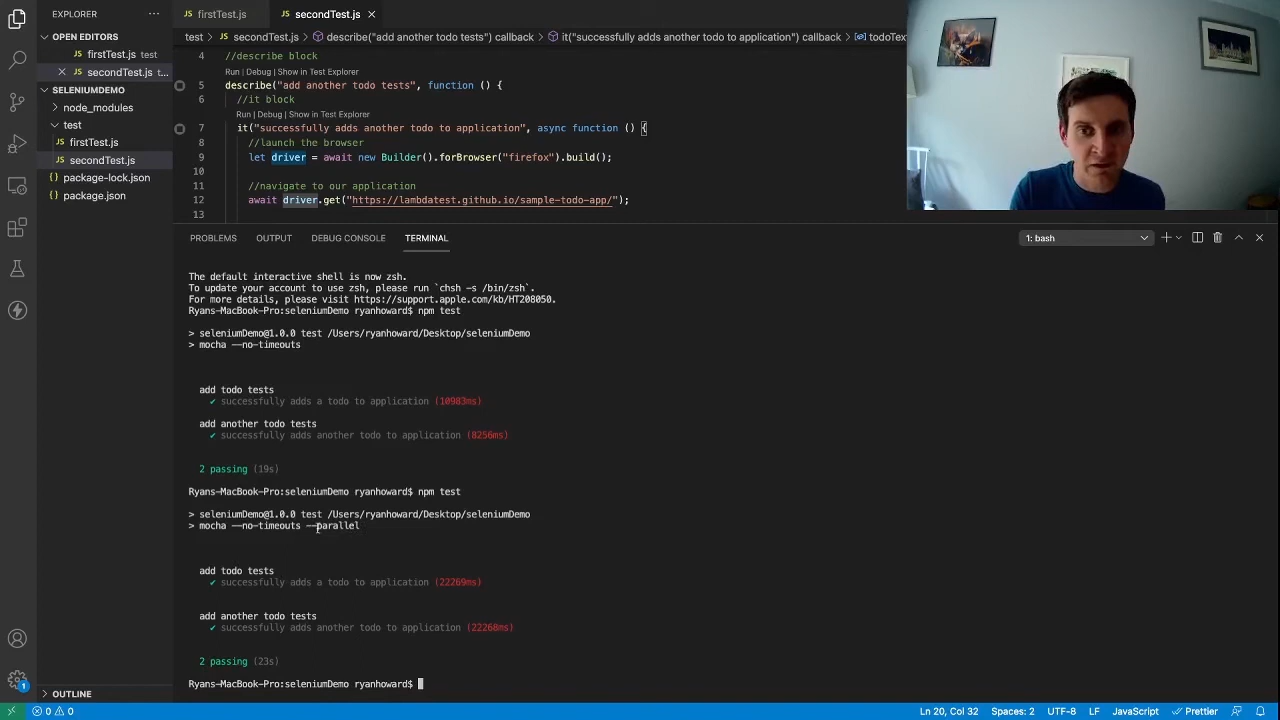 EXPLORER
···
firstTest.js
secondTest.js
OPEN EDITORS
firstTest.js test
secondTest.js t...
SELENIUMDEMO
node_modules
test
firstTest.js
secondTest.js
package-lock.json
package.json
OUTLINE
test > secondTest.js > describe("add another todo tests") callback > it("successfully adds another todo to application") callback > todoText
4 //describe block
Run | Debug | Show in Test Explorer
5 describe("add another todo tests", function () {
6 //it block
Run | Debug | Show in Test Explorer
7 it("successfully adds another todo to application", async function () {
8 //launch the browser
9 let driver = await new Builder().forBrowser("firefox").build();
10
11 //navigate to our application
12 await driver.get("https://lambdatest.github.io/sample-todo-app/");
13
PROBLEMS OUTPUT DEBUG CONSOLE TERMINAL
1: bash
The default interactive shell is now zsh.
To update your account to use zsh, please run `chsh -s /bin/zsh`.
For more details, please visit https://support.apple.com/kb/HT208050.
Ryans-MacBook-Pro:seleniumDemo ryanhoward$ npm test
> seleniumDemo@1.0.0 test /Users/ryanhoward/Desktop/seleniumDemo
> mocha --no-timeouts
add todo tests
✔ successfully adds a todo to application (10983ms)
add another todo tests
✔ successfully adds another todo to application (8256ms)
2 passing (19s)
Ryans-MacBook-Pro:seleniumDemo ryanhoward$ npm test
> seleniumDemo@1.0.0 test /Users/ryanhoward/Desktop/seleniumDemo
> mocha --no-timeouts --parallel
add todo tests
✔ successfully adds a todo to application (22269ms)
add another todo tests
✔ successfully adds another todo to application (22268ms)
2 passing (23s)
Ryans-MacBook-Pro:seleniumDemo ryanhoward$
1
0 0 Ln 20, Col 32 Spaces: 2 UTF-8 LF JavaScript Prettier